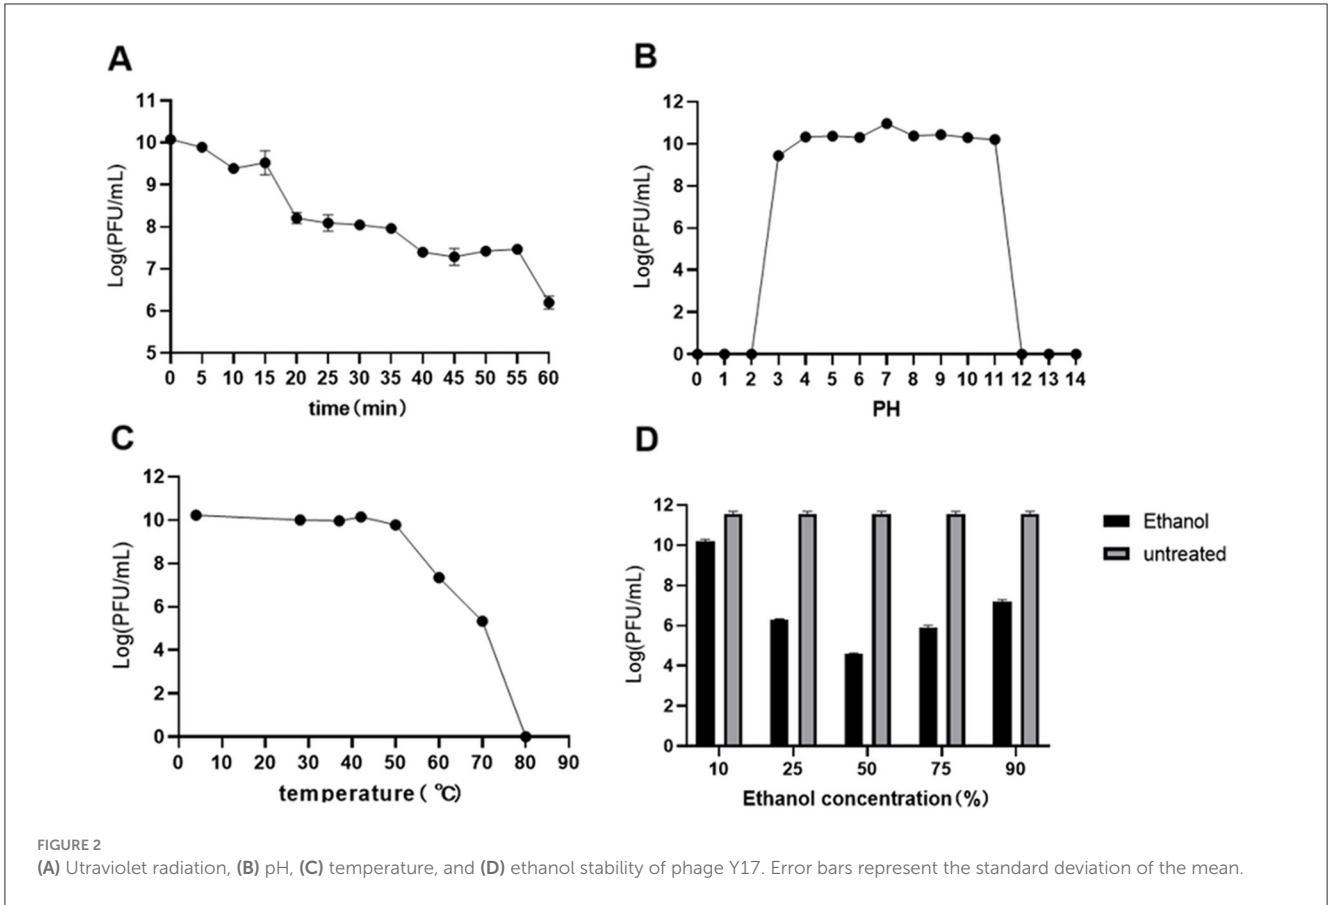 A
Log(PFU/mL)
11
10
9
8
7
6
5
0 5 10 15 20 25 30 35 40 45 50 55 60
time(min)
B
Log(PFU/mL)
12
10
8
6
4
2
0
0 1 2 3 4 5 6 7 8 9 10 11 12 13 14
PH
C
Log(PFU/mL)
12
10
8
6
4
2
0
0 10 20 30 40 50 60 70 80 90
temperature( ℃)
D
Log(PFU/mL)
12
10
8
6
4
2
0
10 25 50 75 90
Ethanol concentration(%)
Ethanol
untreated
FIGURE 2
(A) Utraviolet radiation, (B) pH, (C) temperature, and (D) ethanol stability of phage Y17. Error bars represent the standard deviation of the mean.